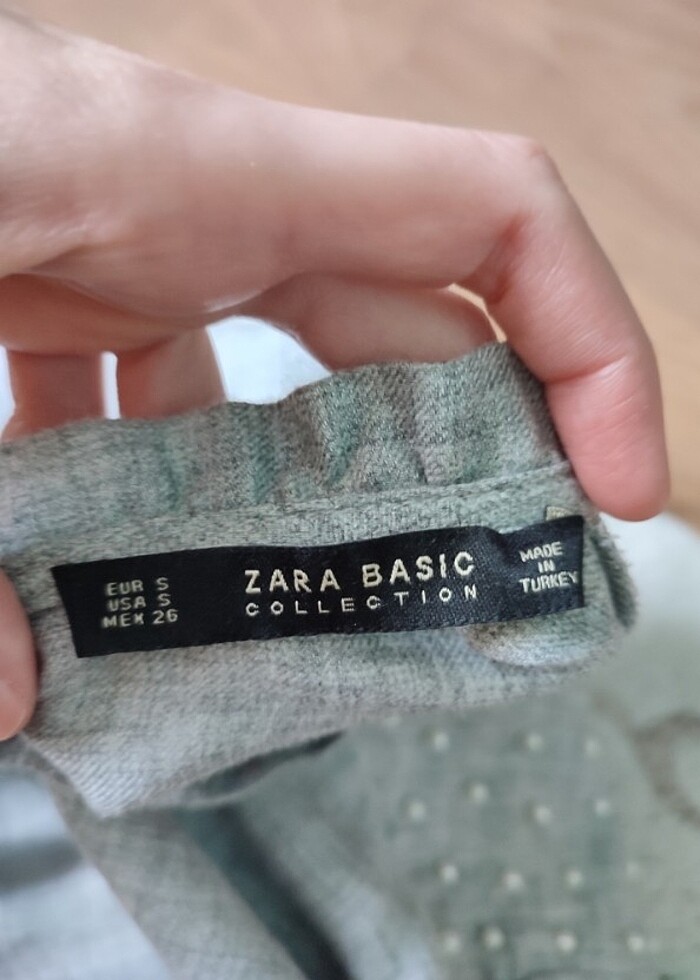 EUR S
USA S
MEX 26
ZARA BASIC
COLLECTION
MADE
IN
TURKEY